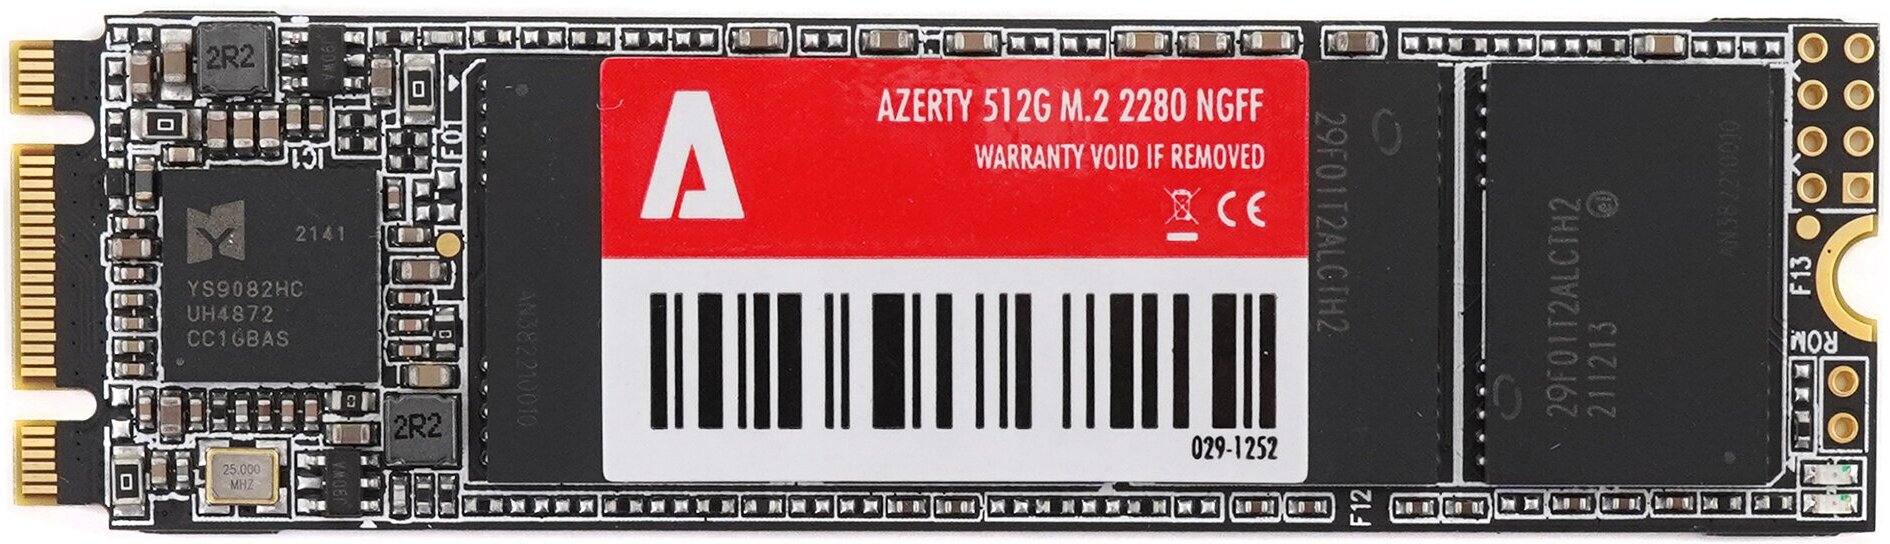 2R2
IC1
F01
Y
2141
YS9082HC
UH4872
CC1GBAS
2R2
25.000
MHZ
A
AZERTY 512G M.2 2280 NGFF
WARRANTY VOID IF REMOVED
CE
029-1252
29F01T2ALCTH2
29F01T2ALCTH2
211213
F12
F13
ROM